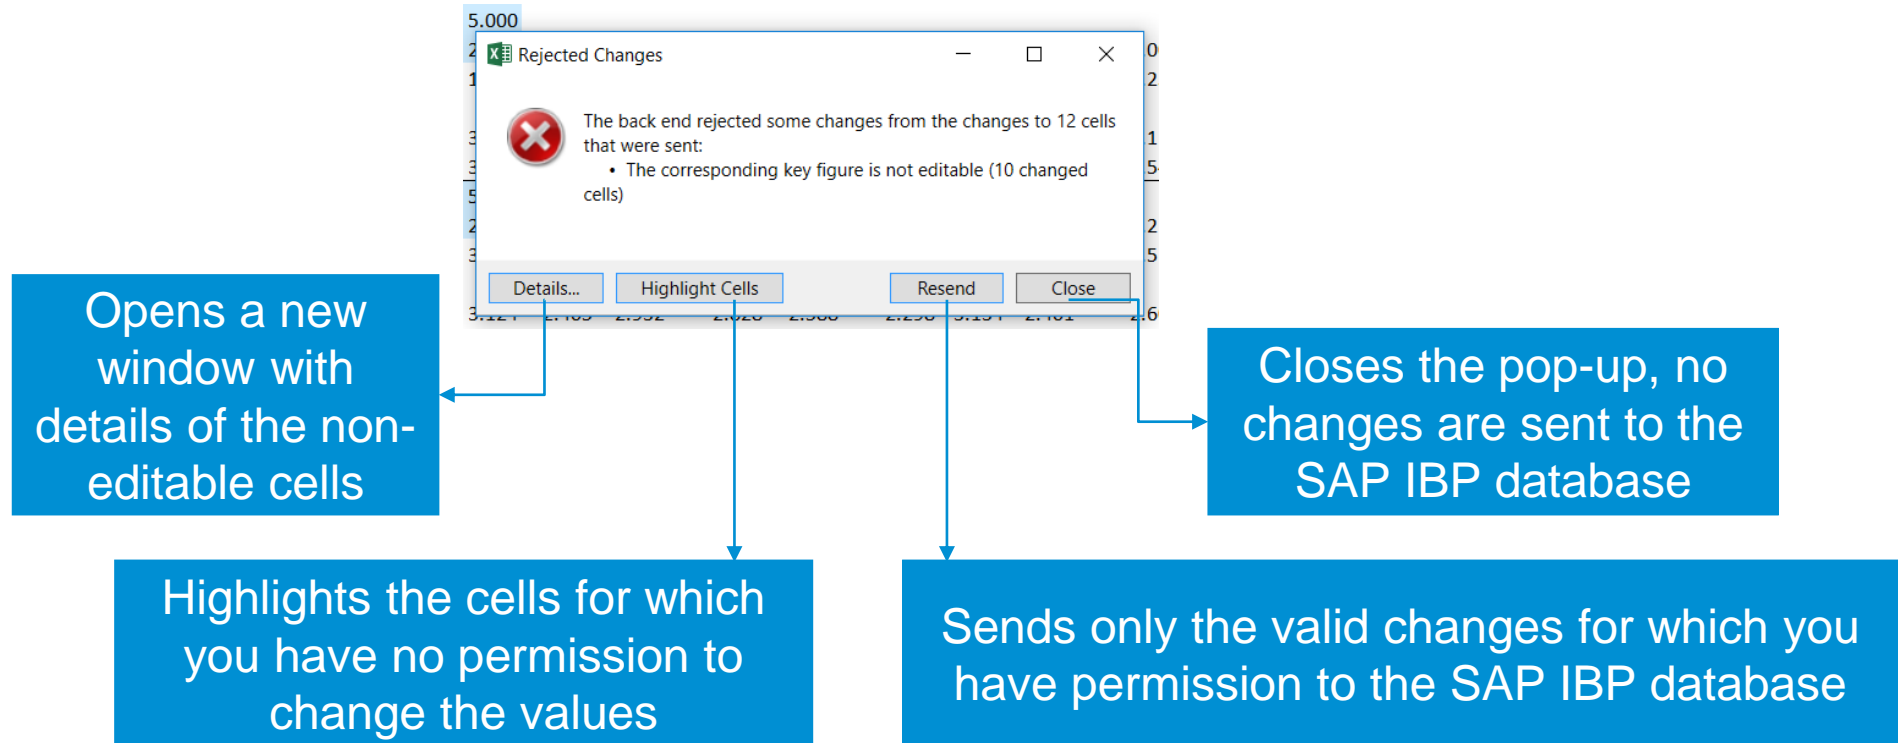 5.000
Rejected Changes
The back end rejected some changes from the changes to 12 cells
that were sent:
• The corresponding key figure is not editable (10 changed
cells)
Details...
Highlight Cells
Resend
Close
Opens a new
window with
details of the non-
editable cells
Closes the pop-up, no
changes are sent to the
SAP IBP database
Highlights the cells for which
you have no permission to
change the values
Sends only the valid changes for which you
have permission to the SAP IBP database